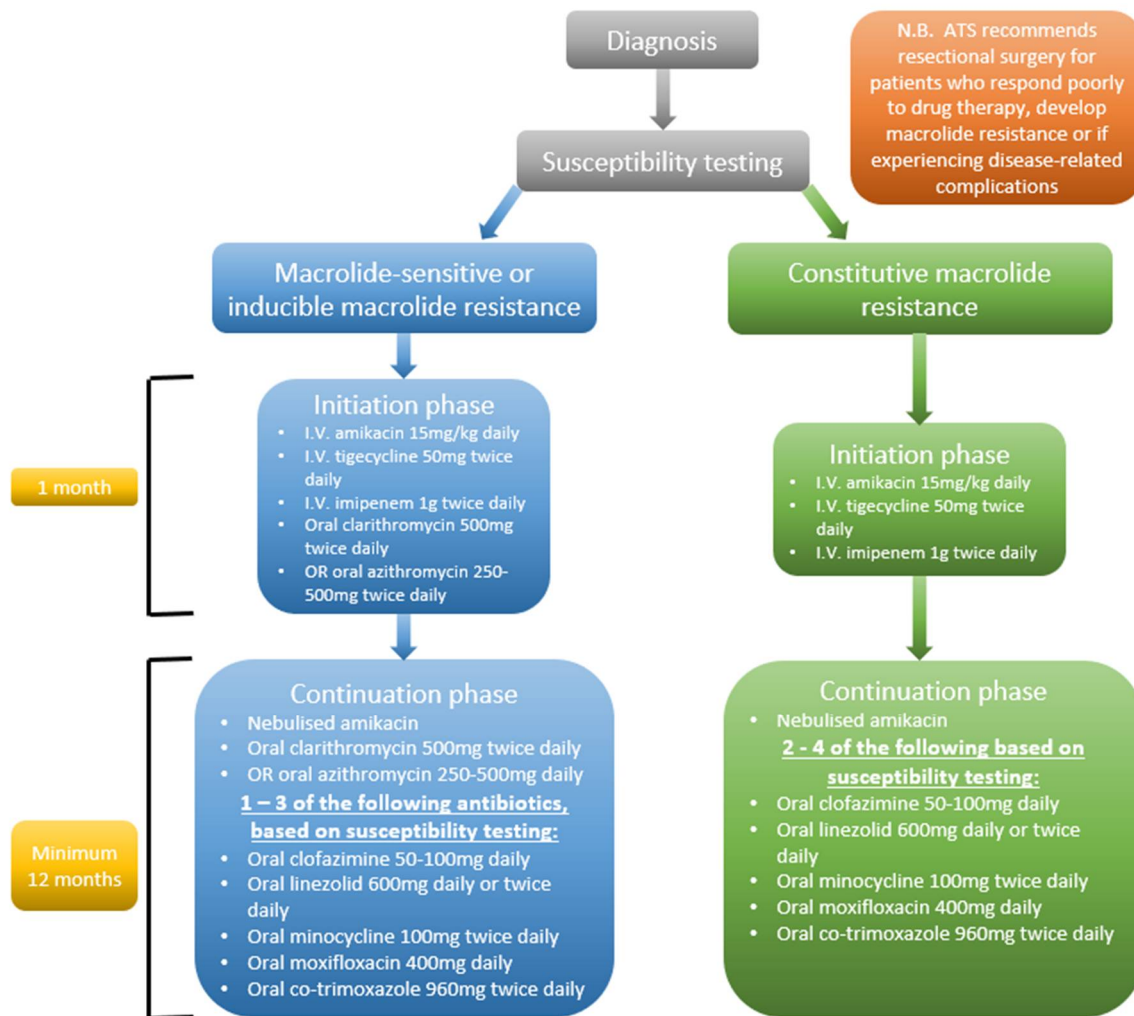 Diagnosis
N.B.  ATS recommends
resectional surgery for
patients who respond poorly
to drug therapy, develop
macrolide resistance or if
experiencing disease-related
complications
Susceptibility testing
Macrolide-sensitive or
inducible macrolide resistance
Constitutive macrolide
resistance
1 month
Initiation phase
• I.V. amikacin 15mg/kg daily
• I.V. tigecycline 50mg twice
daily
• I.V. imipenem 1g twice daily
• Oral clarithromycin 500mg
twice daily
• OR oral azithromycin 250-
500mg twice daily
Initiation phase
• I.V. amikacin 15mg/kg daily
• I.V. tigecycline 50mg twice
daily
• I.V. imipenem 1g twice daily
Minimum
12 months
Continuation phase
• Nebulised amikacin
• Oral clarithromycin 500mg twice daily
• OR oral azithromycin 250-500mg daily
1 – 3 of the following antibiotics,
based on susceptibility testing:
• Oral clofazimine 50-100mg daily
• Oral linezolid 600mg daily or twice
daily
• Oral minocycline 100mg twice daily
• Oral moxifloxacin 400mg daily
• Oral co-trimoxazole 960mg twice daily
Continuation phase
• Nebulised amikacin
2 - 4 of the following based on
susceptibility testing:
• Oral clofazimine 50-100mg daily
• Oral linezolid 600mg daily or twice
daily
• Oral minocycline 100mg twice daily
• Oral moxifloxacin 400mg daily
• Oral co-trimoxazole 960mg twice daily